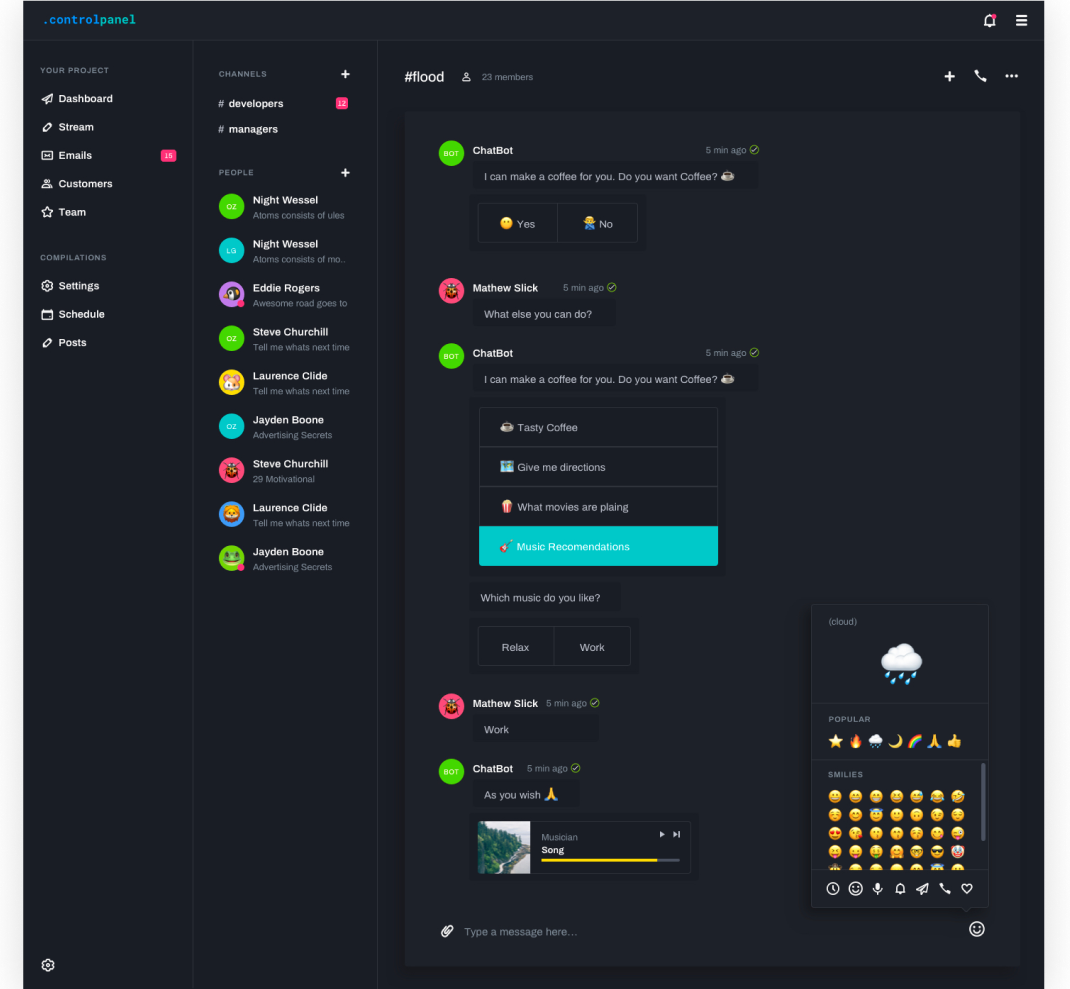 .controlpanel
YOUR PROJECT
Dashboard
Stream
Emails 15
Customers
Team
COMPILATIONS
Settings
Schedule
Posts
CHANNELS
# developers 12
# managers
PEOPLE
OZ
Night Wessel
Atoms consists of ules
LG
Night Wessel
Atoms consists of mo..
Eddie Rogers
Awesome road goes to
OZ
Steve Churchill
Tell me whats next time
Laurence Clide
Tell me whats next time
OZ
Jayden Boone
Advertising Secrets
Steve Churchill
29 Motivational
Laurence Clide
Tell me whats next time
Jayden Boone
Advertising Secrets
#flood 23 members
BOT
ChatBot 5 min ago
I can make a coffee for you. Do you want Coffee? ☕
Yes No
Mathew Slick 5 min ago
What else you can do?
BOT
ChatBot 5 min ago
I can make a coffee for you. Do you want Coffee? ☕
Tasty Coffee
Give me directions
What movies are plaing
Music Recomendations
Which music do you like?
Relax Work
Mathew Slick 5 min ago
Work
BOT
ChatBot 5 min ago
As you wish 🙏
Musician
Song
Type a message here...
(cloud)
POPULAR
SMILIES